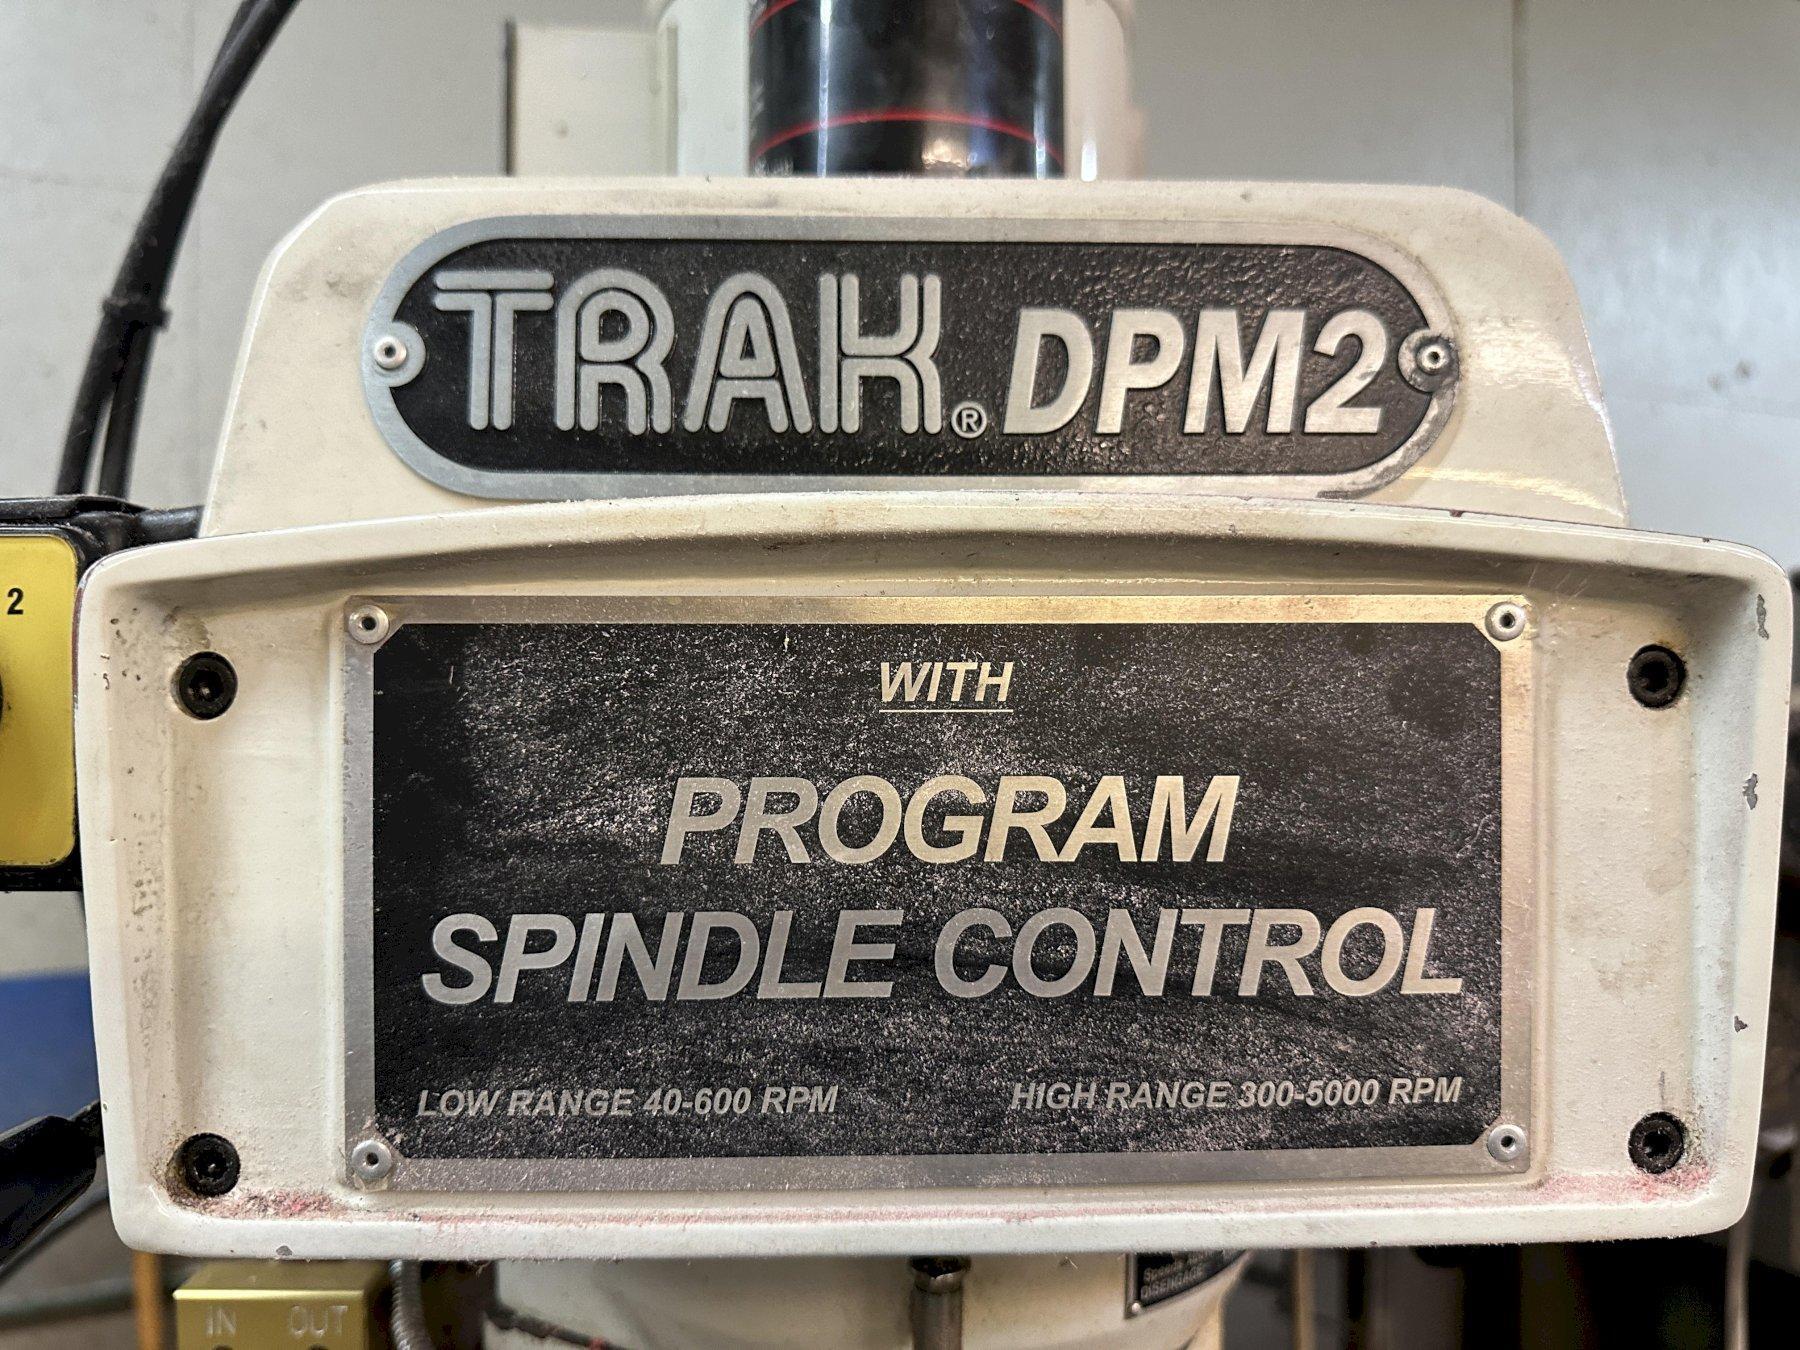 TRAK® DPM2
2
WITH
PROGRAM
SPINDLE CONTROL
LOW RANGE 40-600 RPM
HIGH RANGE 300-5000 RPM
IN OUT